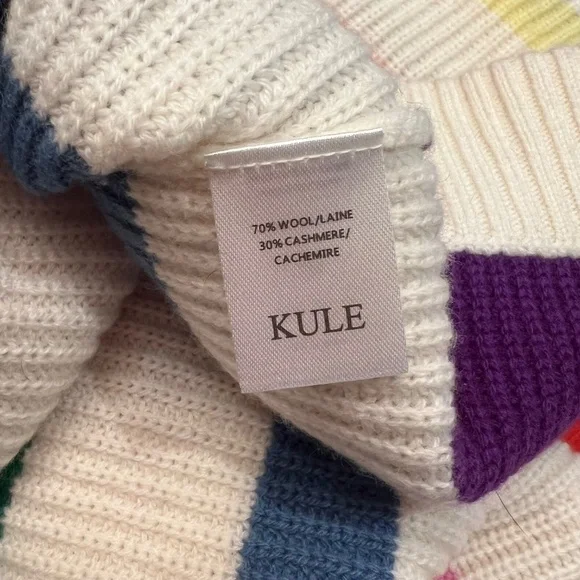 70% WOOL/LAINE
30% CASHMERE/
CACHEMIRE
KULE